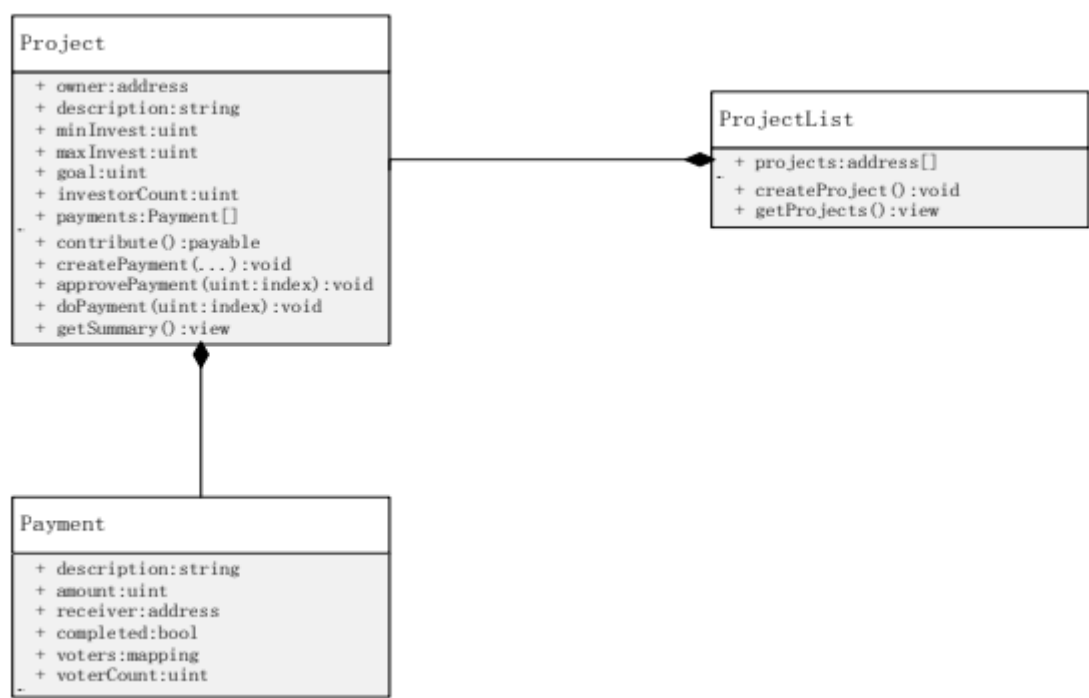 Project
+ owner:address
+ description:string
+ minInvest:uint
+ maxInvest:uint
+ goal:uint
+ investorCount:uint
+ payments:Payment[]
+ contribute():payable
+ createPayment(...):void
+ approvePayment(uint:index):void
+ doPayment(uint:index):void
+ getSummary():view
ProjectList
+ projects:address[]
+ createProject():void
+ getProjects():view
Payment
+ description:string
+ amount:uint
+ receiver:address
+ completed:bool
+ voters:mapping
+ voterCount:uint